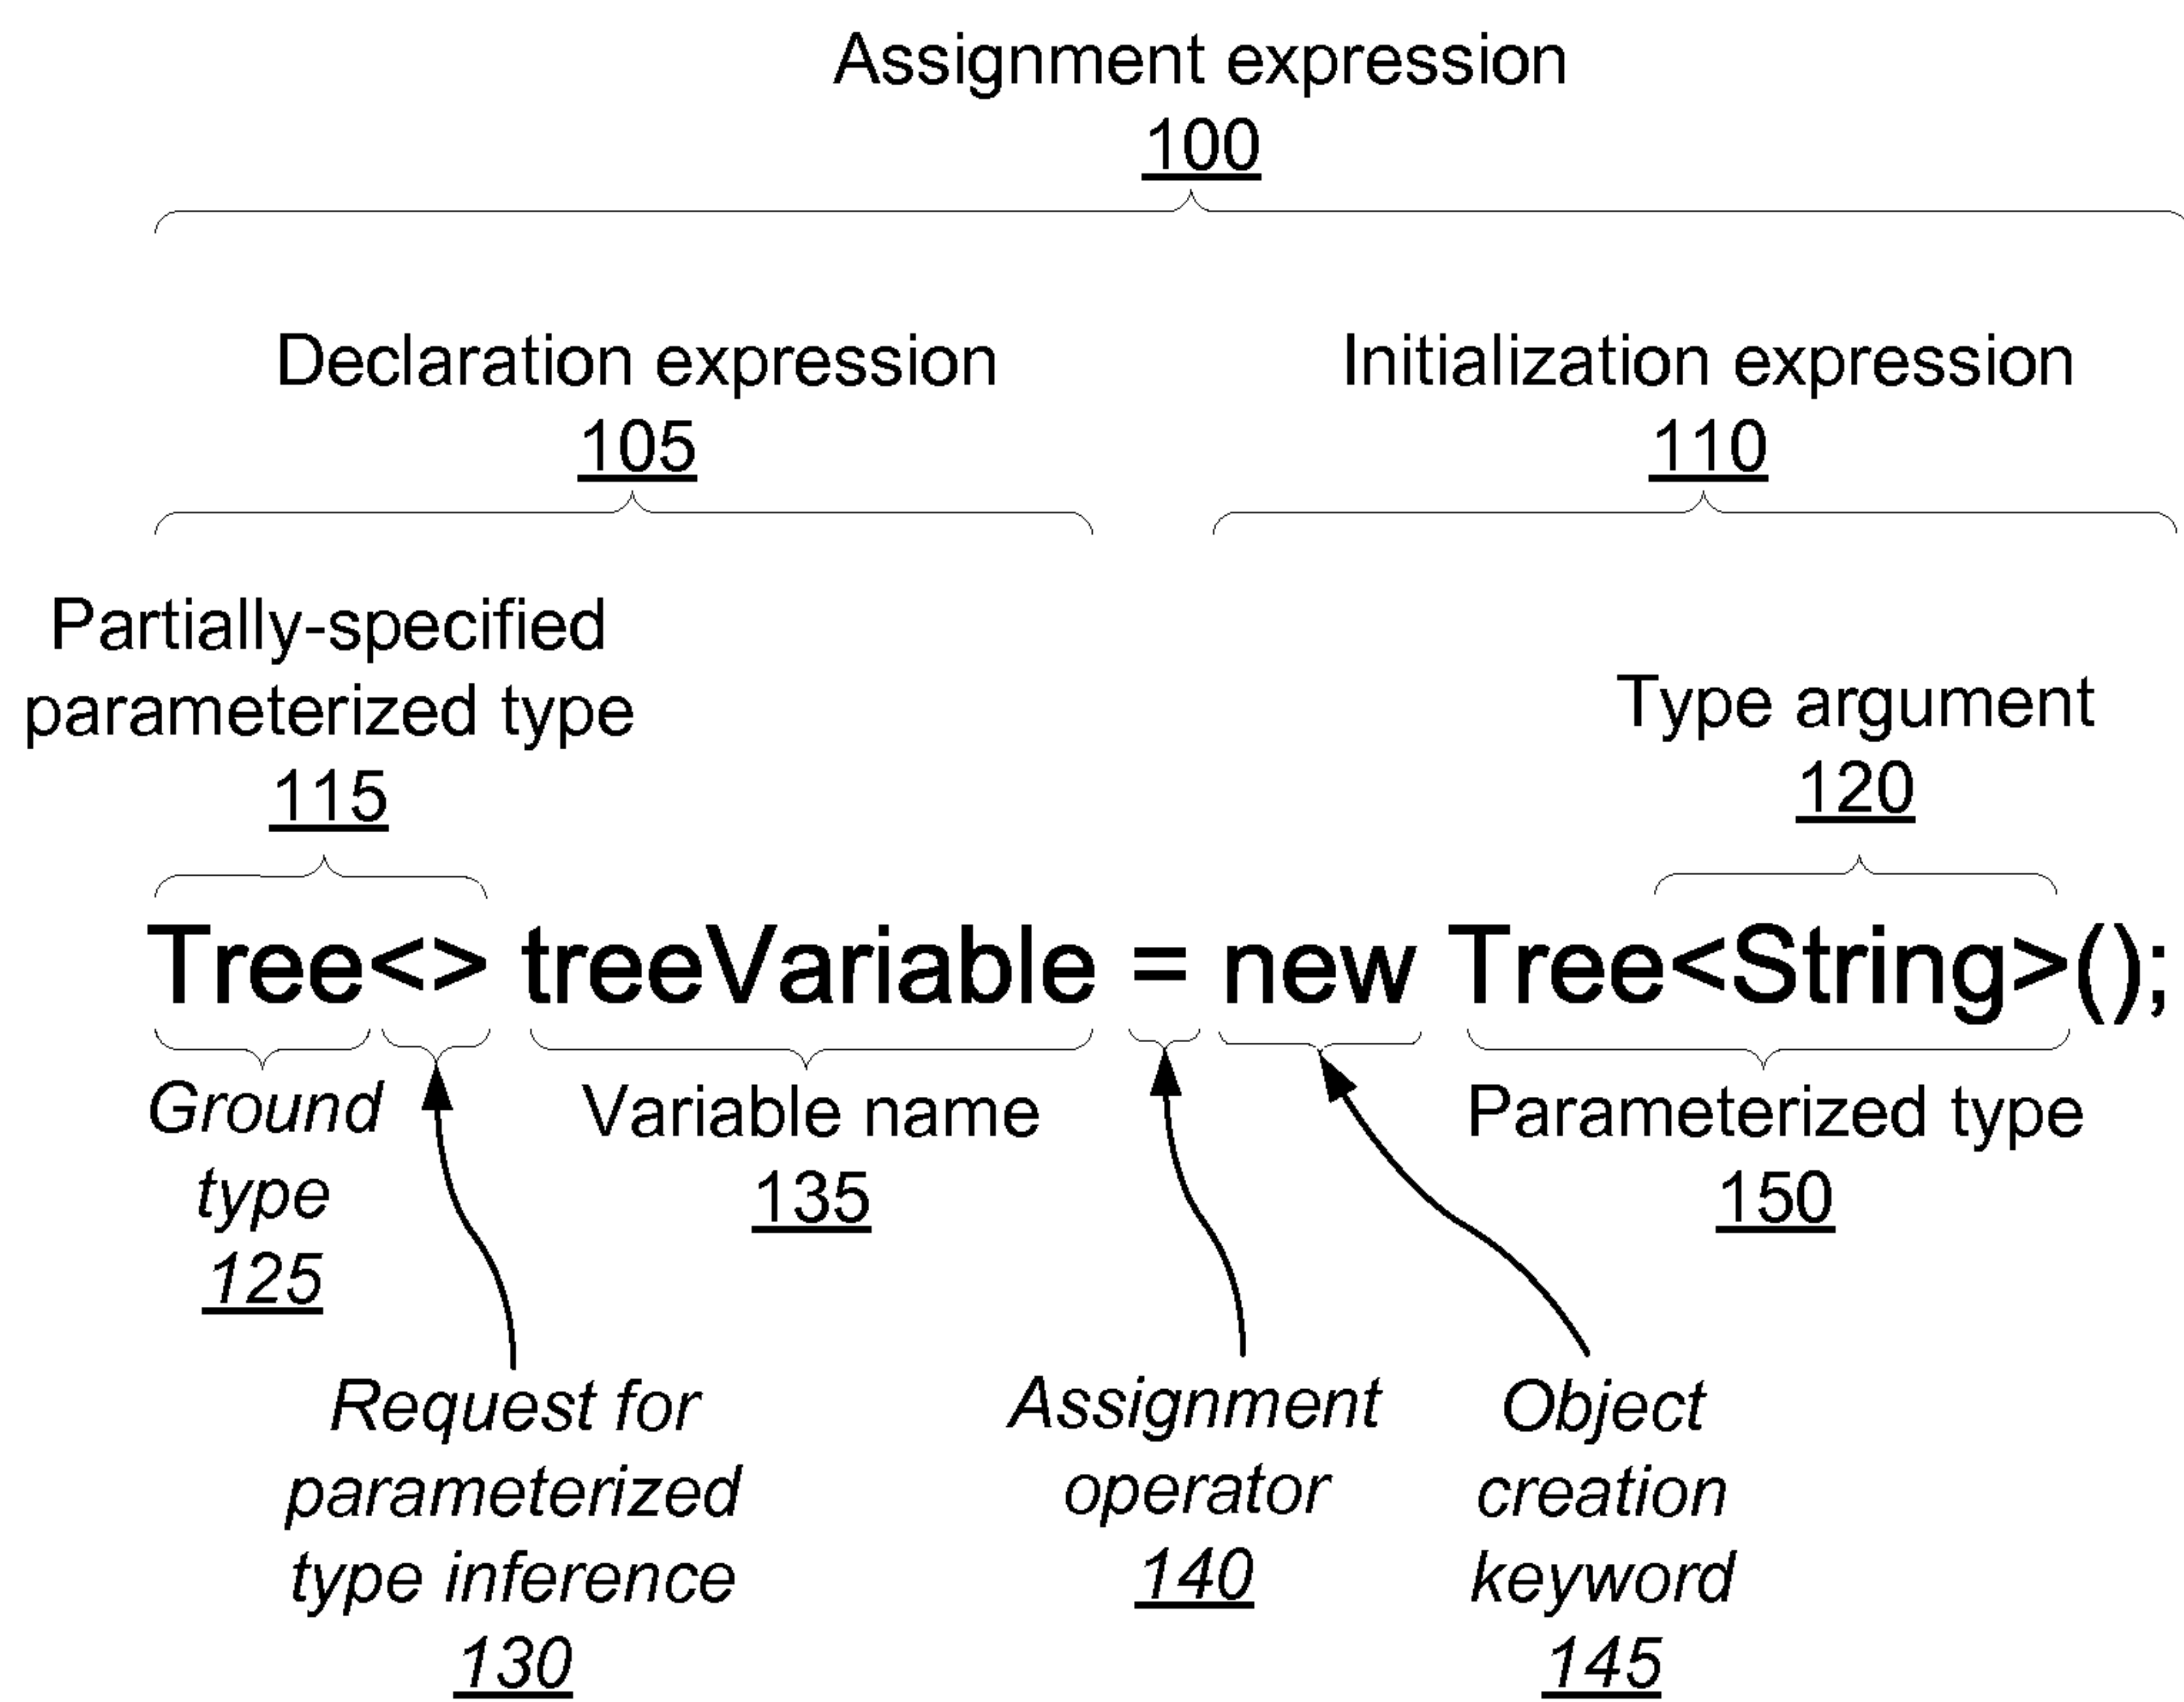 Assignment expression
100
Declaration expression
105
Initialization expression
110
Partially-specified
parameterized type
115
Type argument
120
Tree<> treeVariable = new Tree<String>();
Ground
type
125
Variable name
135
Parameterized type
150
Request for
parameterized
type inference
130
Assignment
operator
140
Object
creation
keyword
145